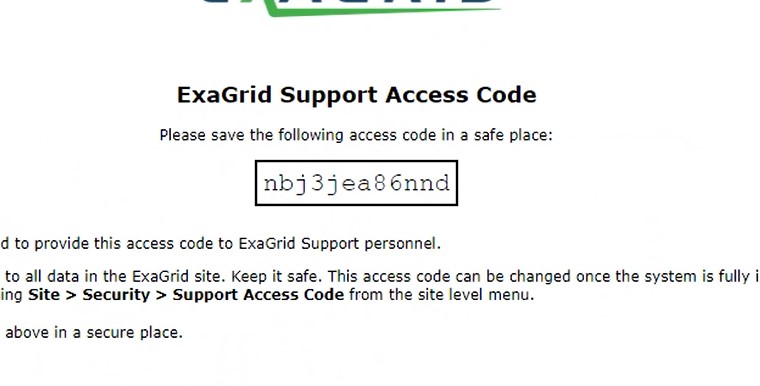 EXAGRID
ExaGrid Support Access Code
Please save the following access code in a safe place:
nbj3jea86nnd
d to provide this access code to ExaGrid Support personnel.
to all data in the ExaGrid site. Keep it safe. This access code can be changed once the system is fully i
ing Site > Security > Support Access Code from the site level menu.
above in a secure place.